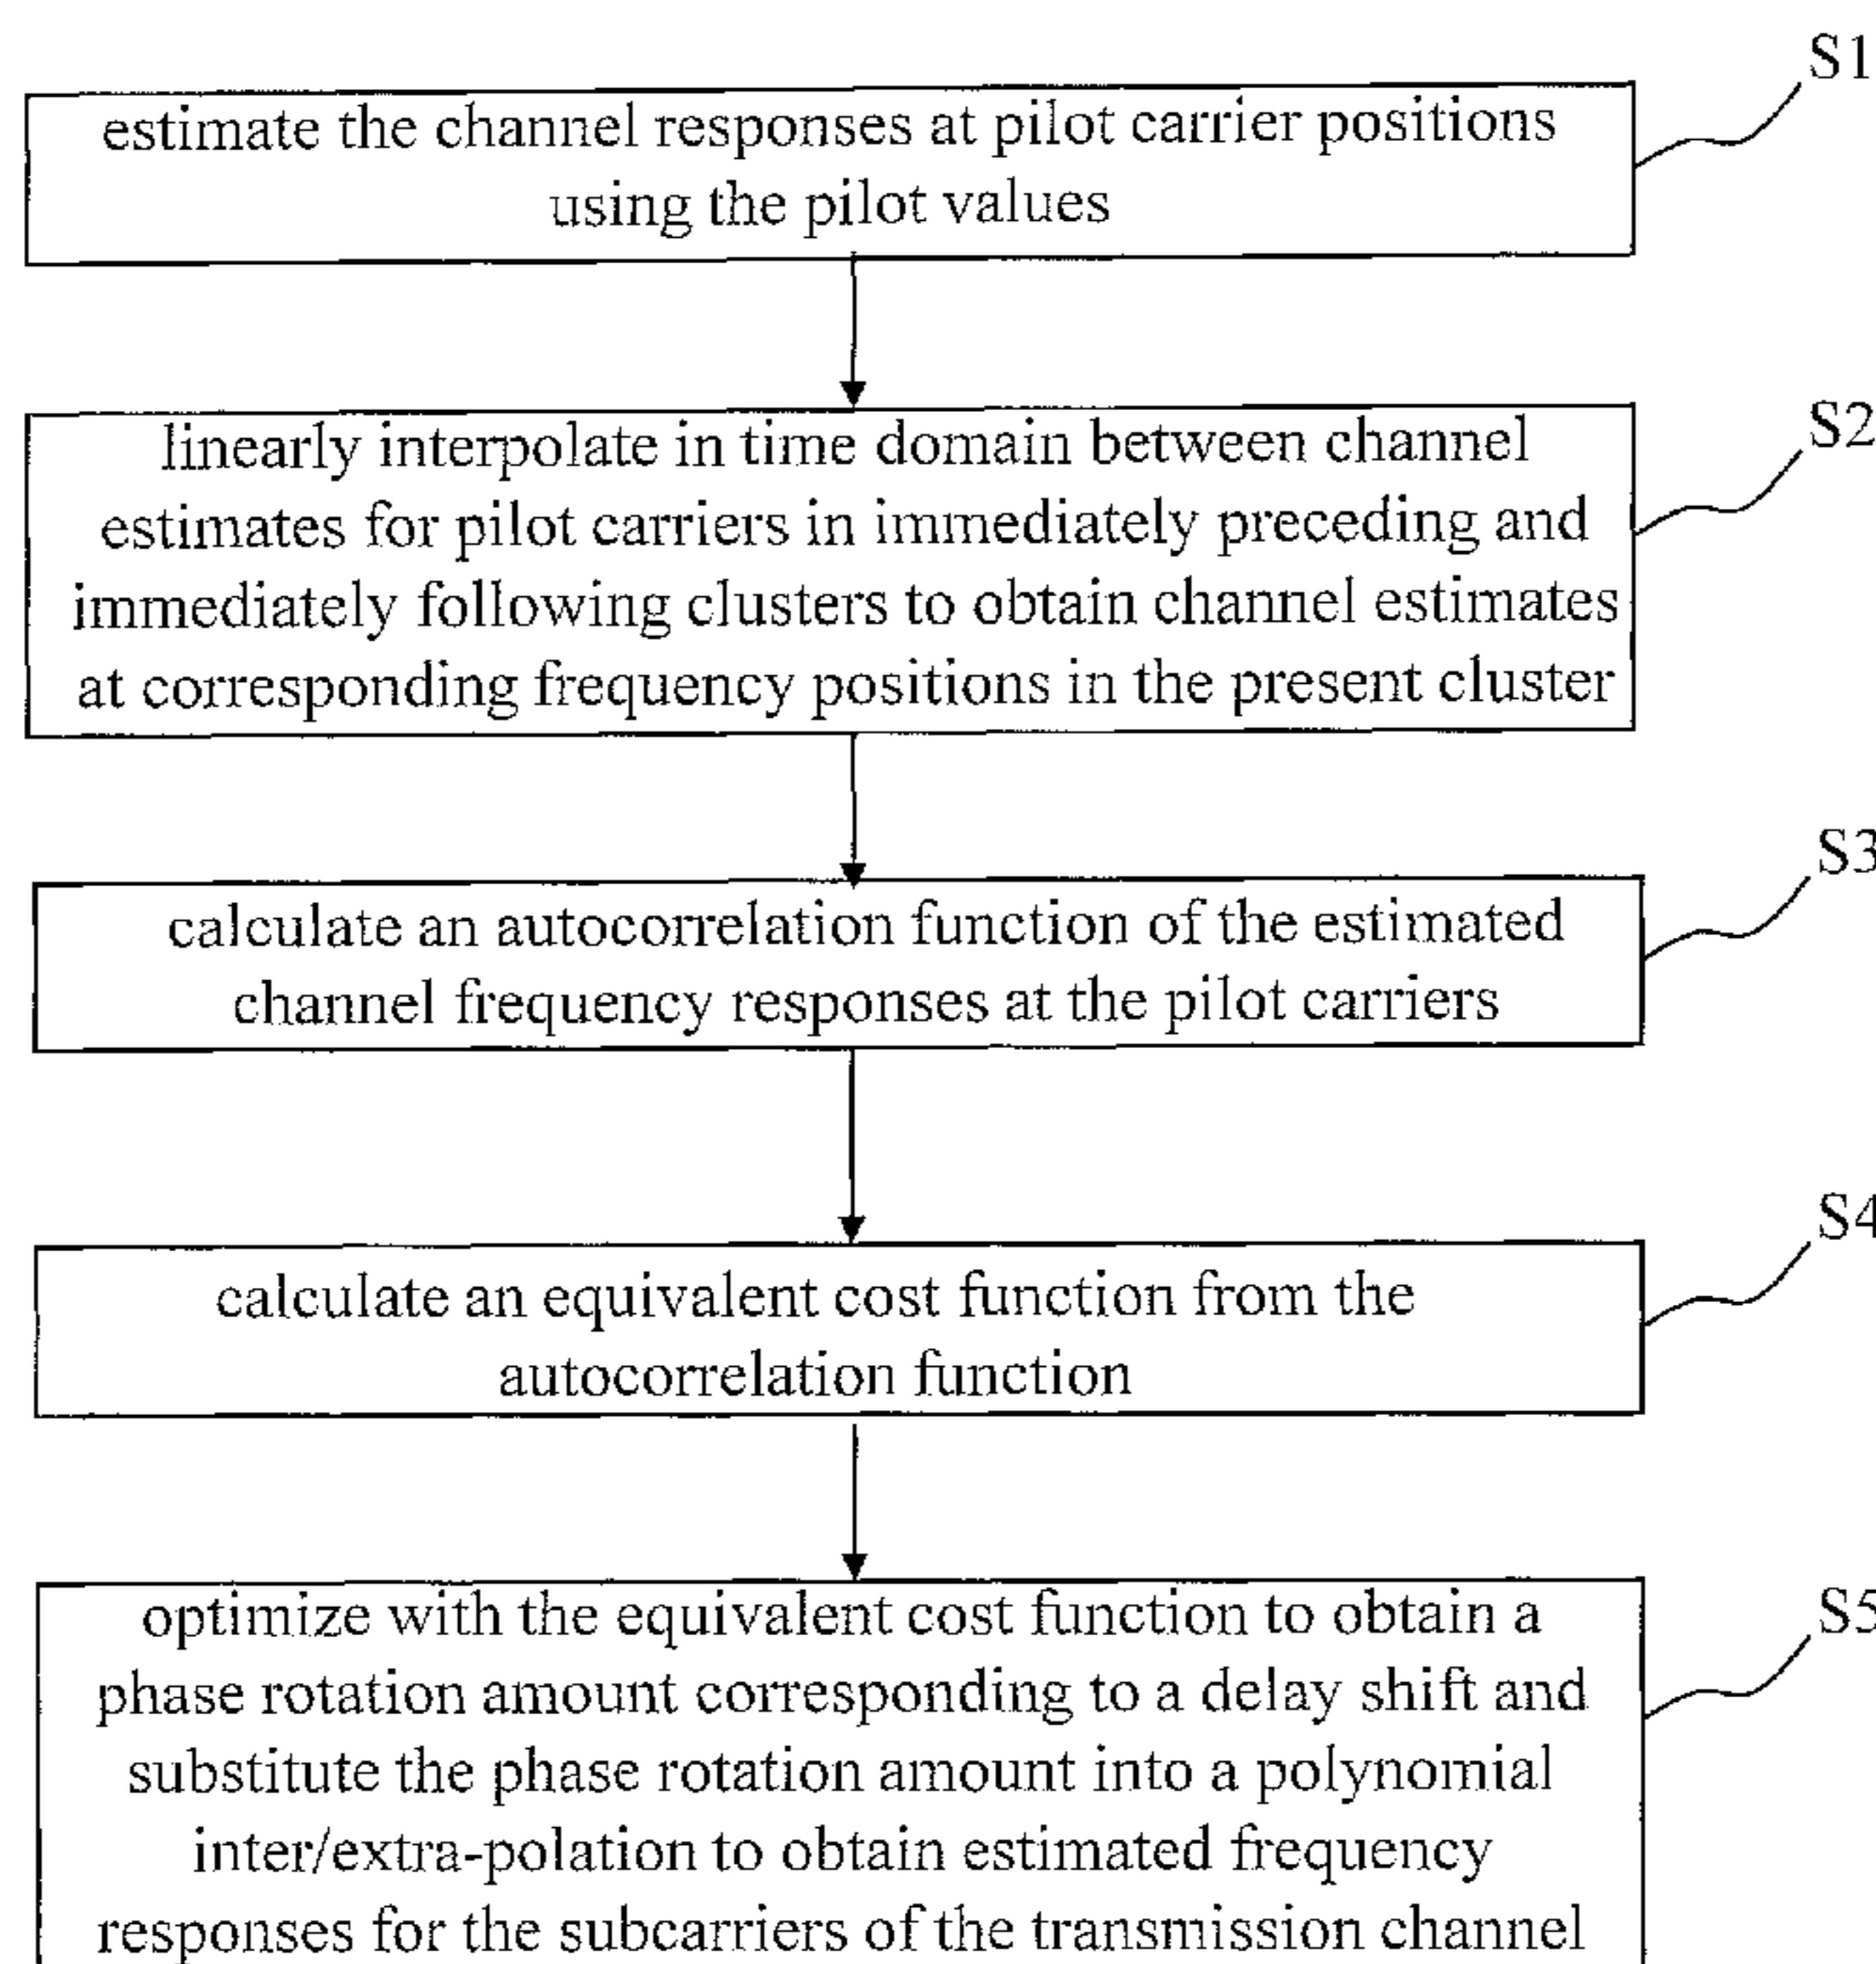 S1
estimate the channel responses at pilot carrier positions
using the pilot values
S2
linearly interpolate in time domain between channel
estimates for pilot carriers in immediately preceding and
immediately following clusters to obtain channel estimates
at corresponding frequency positions in the present cluster
S3
calculate an autocorrelation function of the estimated
channel frequency responses at the pilot carriers
S4
calculate an equivalent cost function from the
autocorrelation function
S5
optimize with the equivalent cost function to obtain a
phase rotation amount corresponding to a delay shift and
substitute the phase rotation amount into a polynomial
inter/extra-polation to obtain estimated frequency
responses for the subcarriers of the transmission channel